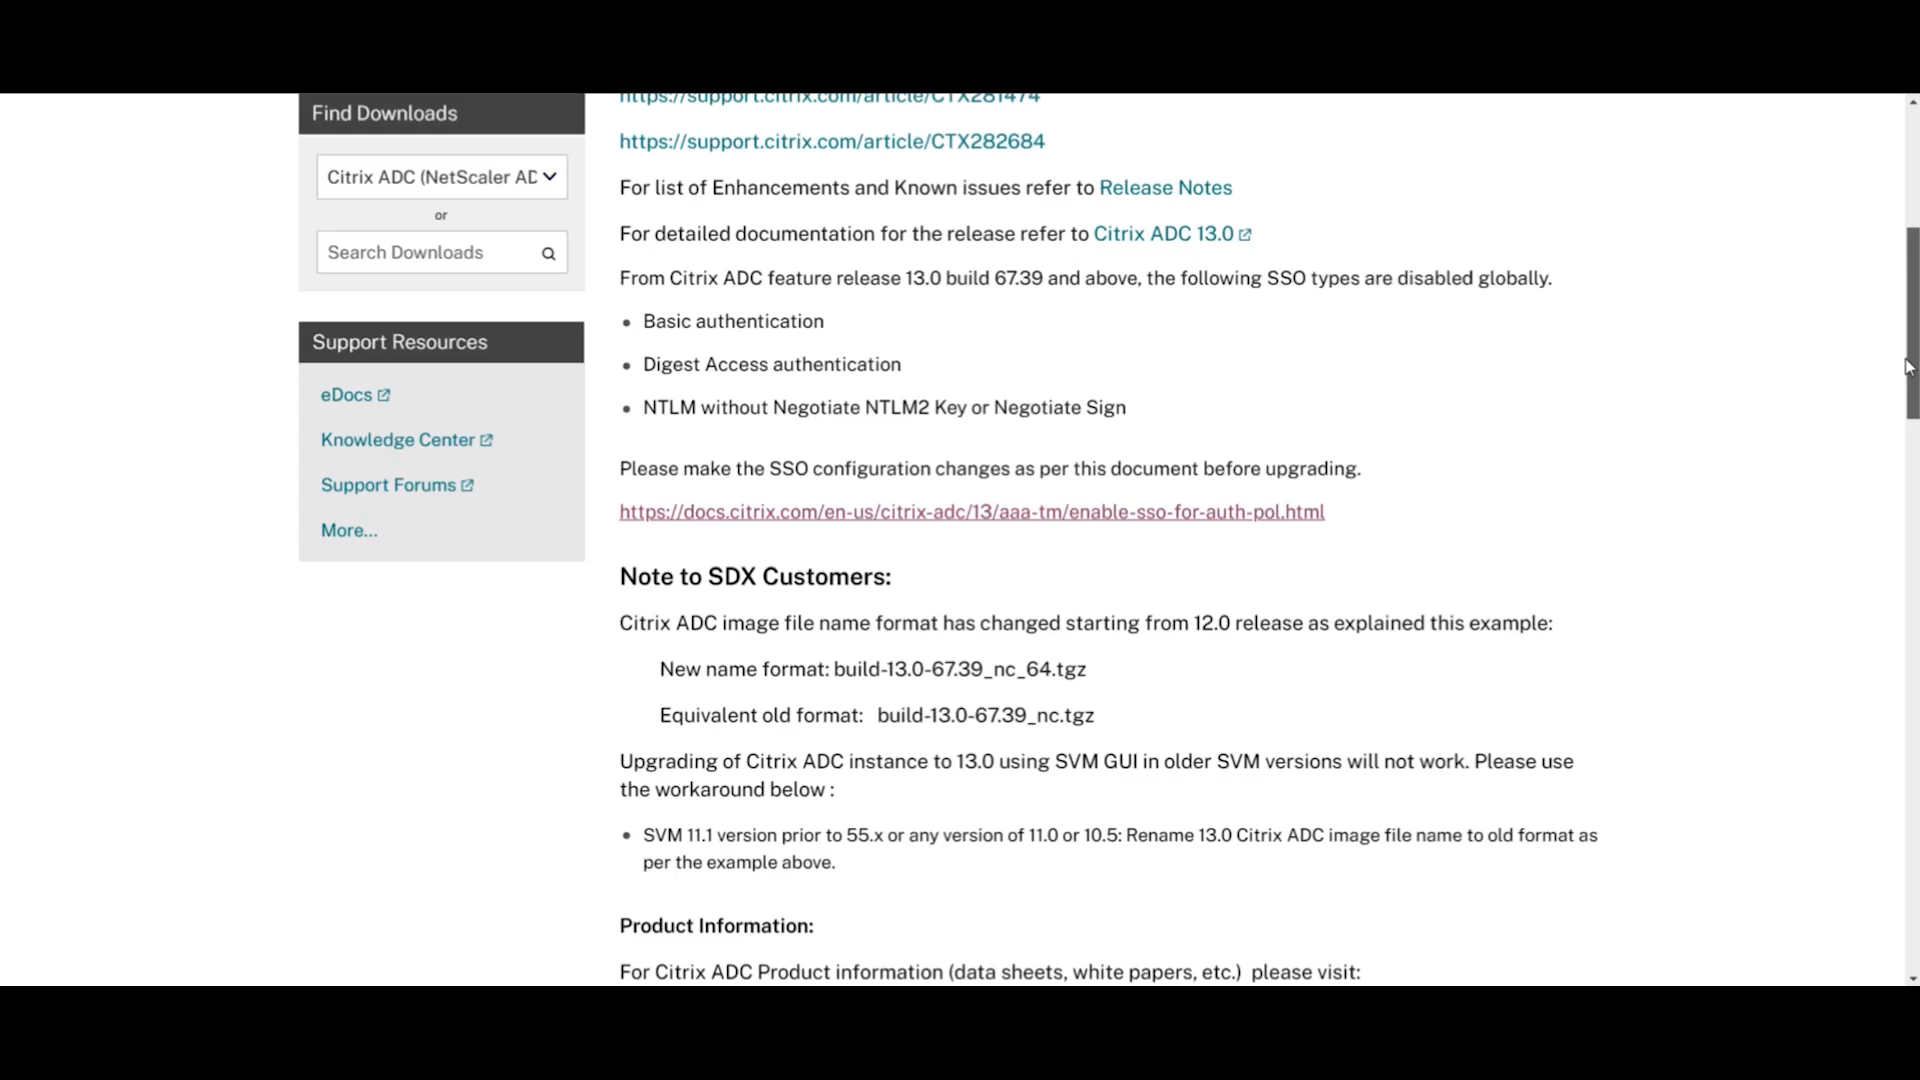 Find Downloads
Citrix ADC (NetScaler AD
or
Search Downloads
Support Resources
eDocs
Knowledge Center
Support Forums
More...
https://support.citrix.com/article/CTX281474
https://support.citrix.com/article/CTX282684
For list of Enhancements and Known issues refer to Release Notes
For detailed documentation for the release refer to Citrix ADC 13.0
From Citrix ADC feature release 13.0 build 67.39 and above, the following SSO types are disabled globally.
• Basic authentication
• Digest Access authentication
• NTLM without Negotiate NTLM2 Key or Negotiate Sign
Please make the SSO configuration changes as per this document before upgrading.
https://docs.citrix.com/en-us/citrix-adc/13/aaa-tm/enable-sso-for-auth-pol.html
Note to SDX Customers:
Citrix ADC image file name format has changed starting from 12.0 release as explained this example:
New name format: build-13.0-67.39_nc_64.tgz
Equivalent old format: build-13.0-67.39_nc.tgz
Upgrading of Citrix ADC instance to 13.0 using SVM GUI in older SVM versions will not work. Please use
the workaround below :
• SVM 11.1 version prior to 55.x or any version of 11.0 or 10.5: Rename 13.0 Citrix ADC image file name to old format as
per the example above.
Product Information:
For Citrix ADC Product information (data sheets, white papers, etc.) please visit: